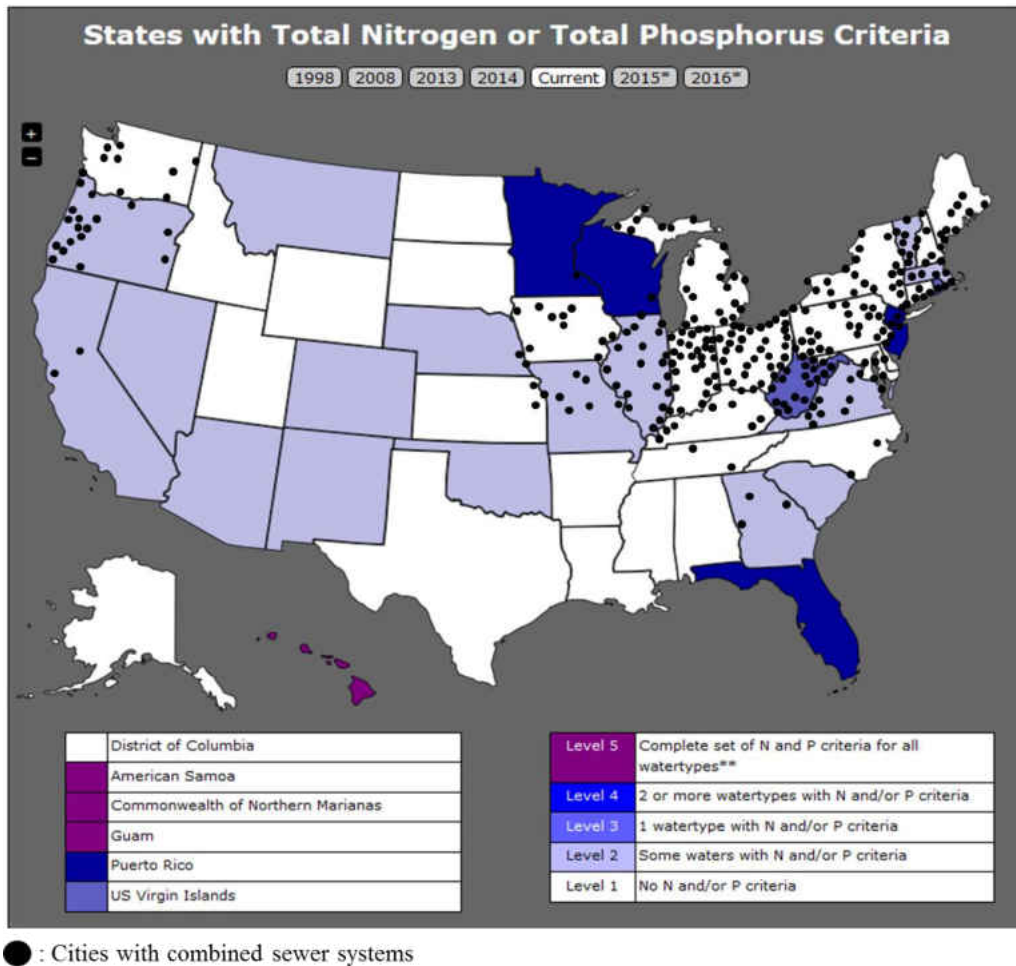 States with Total Nitrogen or Total Phosphorus Criteria
1998 2008 2013 2014 Current 2015* 2016*
+
−
District of Columbia
American Samoa
Commonwealth of Northern Marianas
Guam
Puerto Rico
US Virgin Islands
Level 5 Complete set of N and P criteria for all
watertypes**
Level 4 2 or more watertypes with N and/or P criteria
Level 3 1 watertype with N and/or P criteria
Level 2 Some waters with N and/or P criteria
Level 1 No N and/or P criteria
: Cities with combined sewer systems